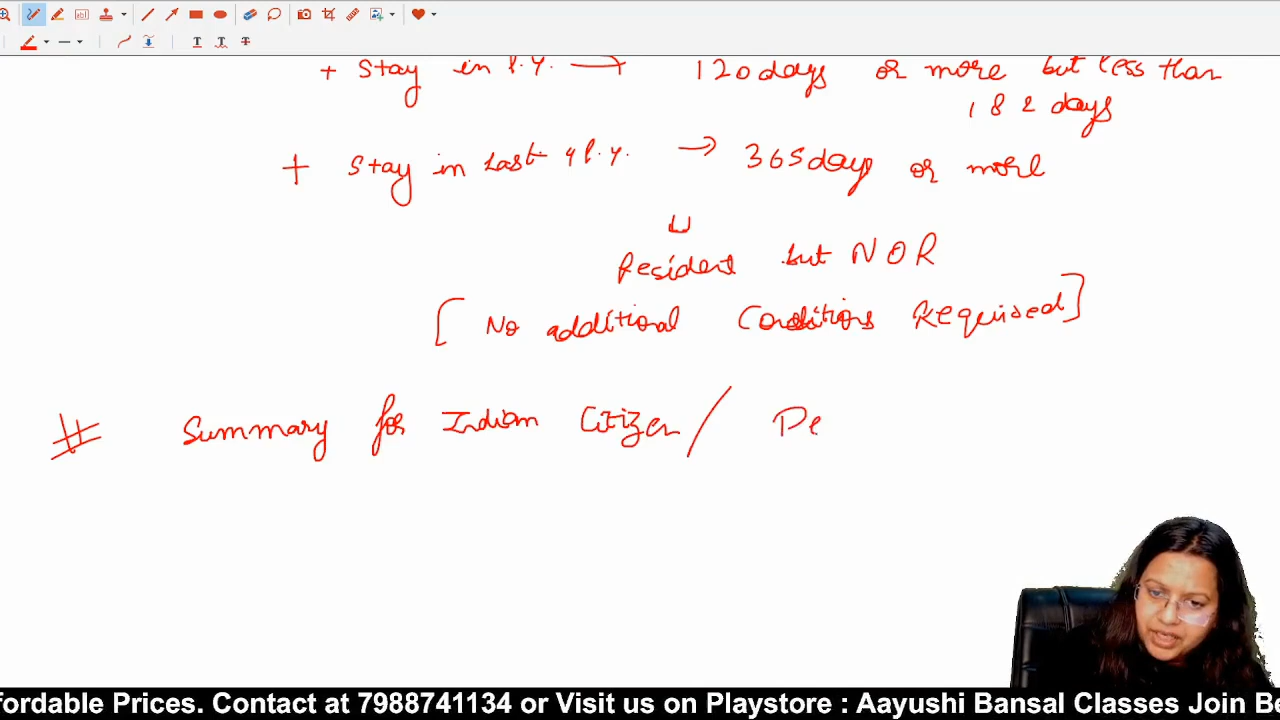 + Stay in P.Y. → 120 days or more but less than
182 days
+ Stay in Last 4 P.Y. → 365 days or more
Resident but NOR
[No additional Conditions Required]
# Summary for Indian Citizen / Pe
fordable Prices. Contact at 7988741134 or Visit us on Playstore : Aayushi Bansal Classes Join Be